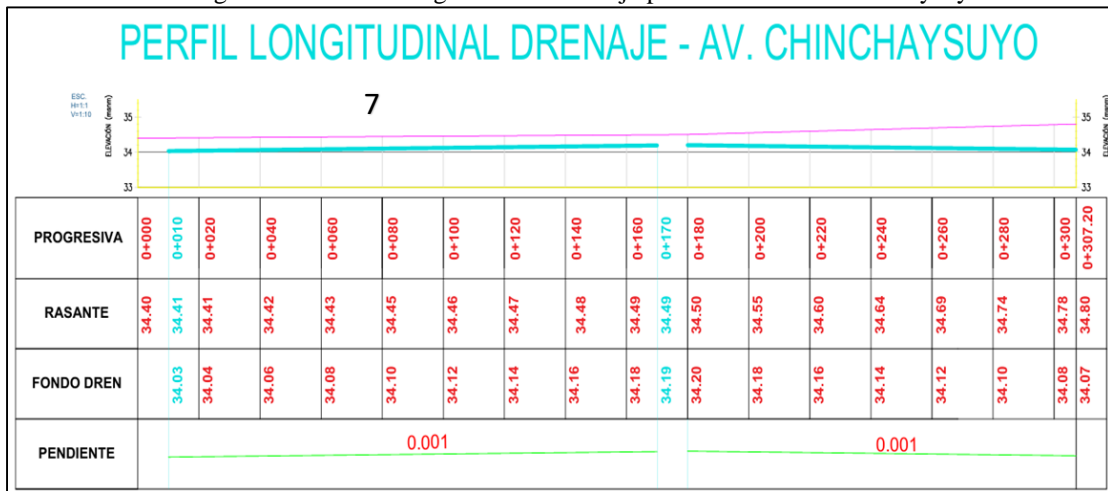 PERFIL LONGITUDINAL DRENAJE - AV. CHINCHAYSUYO
ESC.
H=1:1
V=1:10
7
ELEVACIÓN (msnm)
35
34
33
35
34
33
ELEVACIÓN (msnm)
PROGRESIVA 0+000 0+010 0+020 0+040 0+060 0+080 0+100 0+120 0+140 0+160 0+170 0+180 0+200 0+220 0+240 0+260 0+280 0+300 0+307.20
RASANTE 34.40 34.41 34.41 34.42 34.43 34.45 34.46 34.47 34.48 34.49 34.49 34.50 34.55 34.60 34.64 34.69 34.74 34.78 34.80
FONDO DREN 34.03 34.04 34.06 34.08 34.10 34.12 34.14 34.16 34.18 34.19 34.20 34.18 34.16 34.14 34.12 34.10 34.08 34.07
PENDIENTE 0.001 0.001